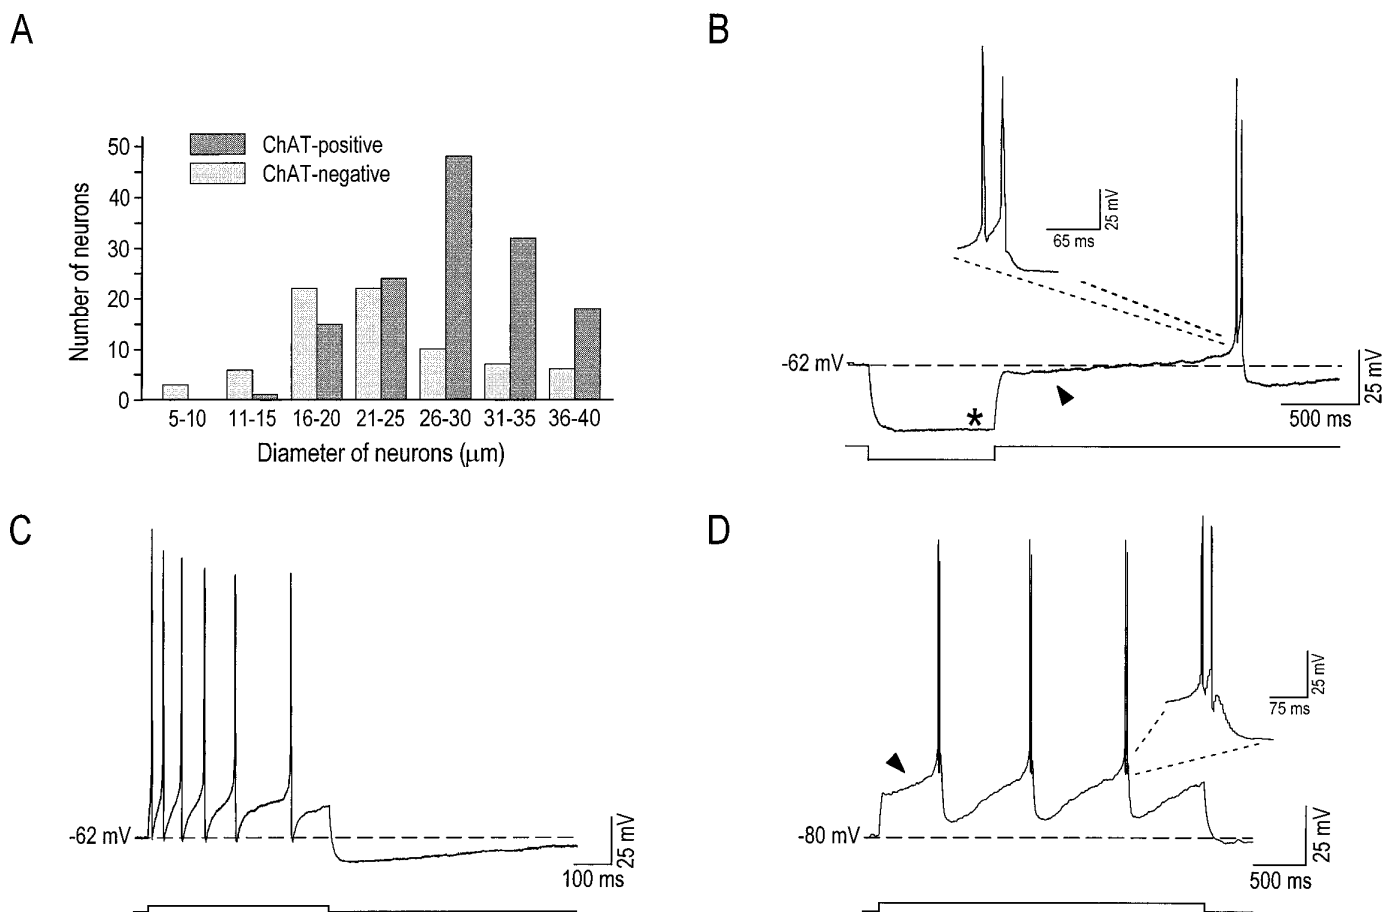 A
50
40
30
20
10
0
Number of neurons
ChAT-positive
ChAT-negative
5-10 11-15 16-20 21-25 26-30 31-35 36-40
Diameter of neurons (μm)
B
25 mV
65 ms
-62 mV
*
25 mV
500 ms
C
-62 mV
25 mV
100 ms
D
25 mV
75 ms
-80 mV
25 mV
500 ms